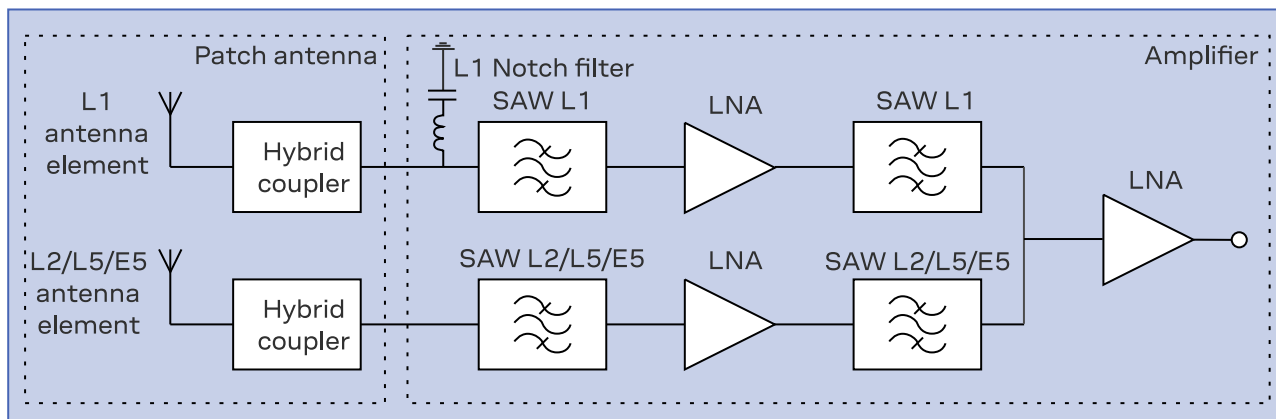 Patch antenna
Amplifier
L1 Notch filter
L1
antenna
element
Hybrid
coupler
SAW L1
LNA
SAW L1
LNA
L2/L5/E5
antenna
element
Hybrid
coupler
SAW L2/L5/E5
LNA
SAW L2/L5/E5